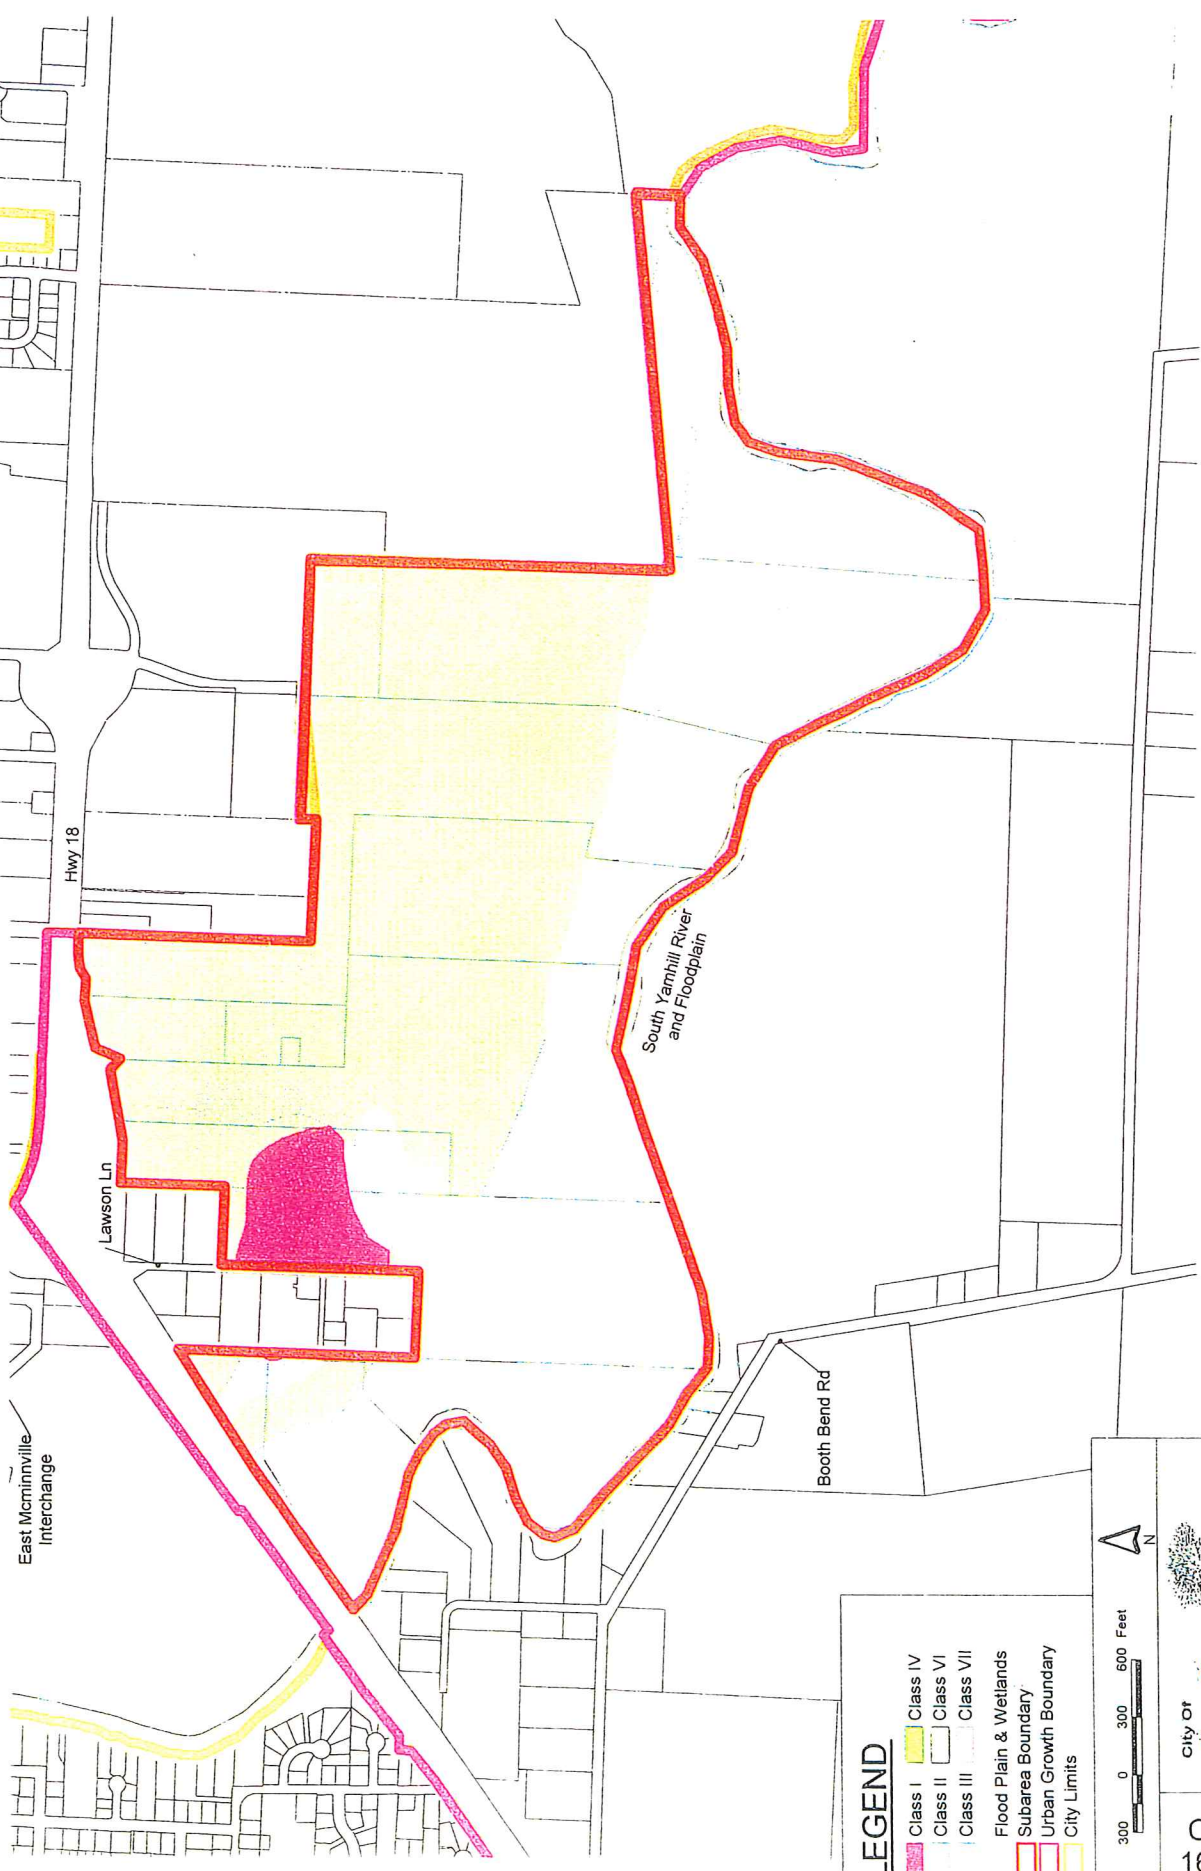 East Mcminnville
Interchange
Lawson Ln
Hwy 18
South Yamhill River
and Floodplain
Booth Bend Rd
EGEND
Class I
Class II
Class III
Class IV
Class VI
Class VII
Flood Plain & Wetlands
Subarea Boundary
Urban Growth Boundary
City Limits
300 0 300 600 Feet
N
City Of